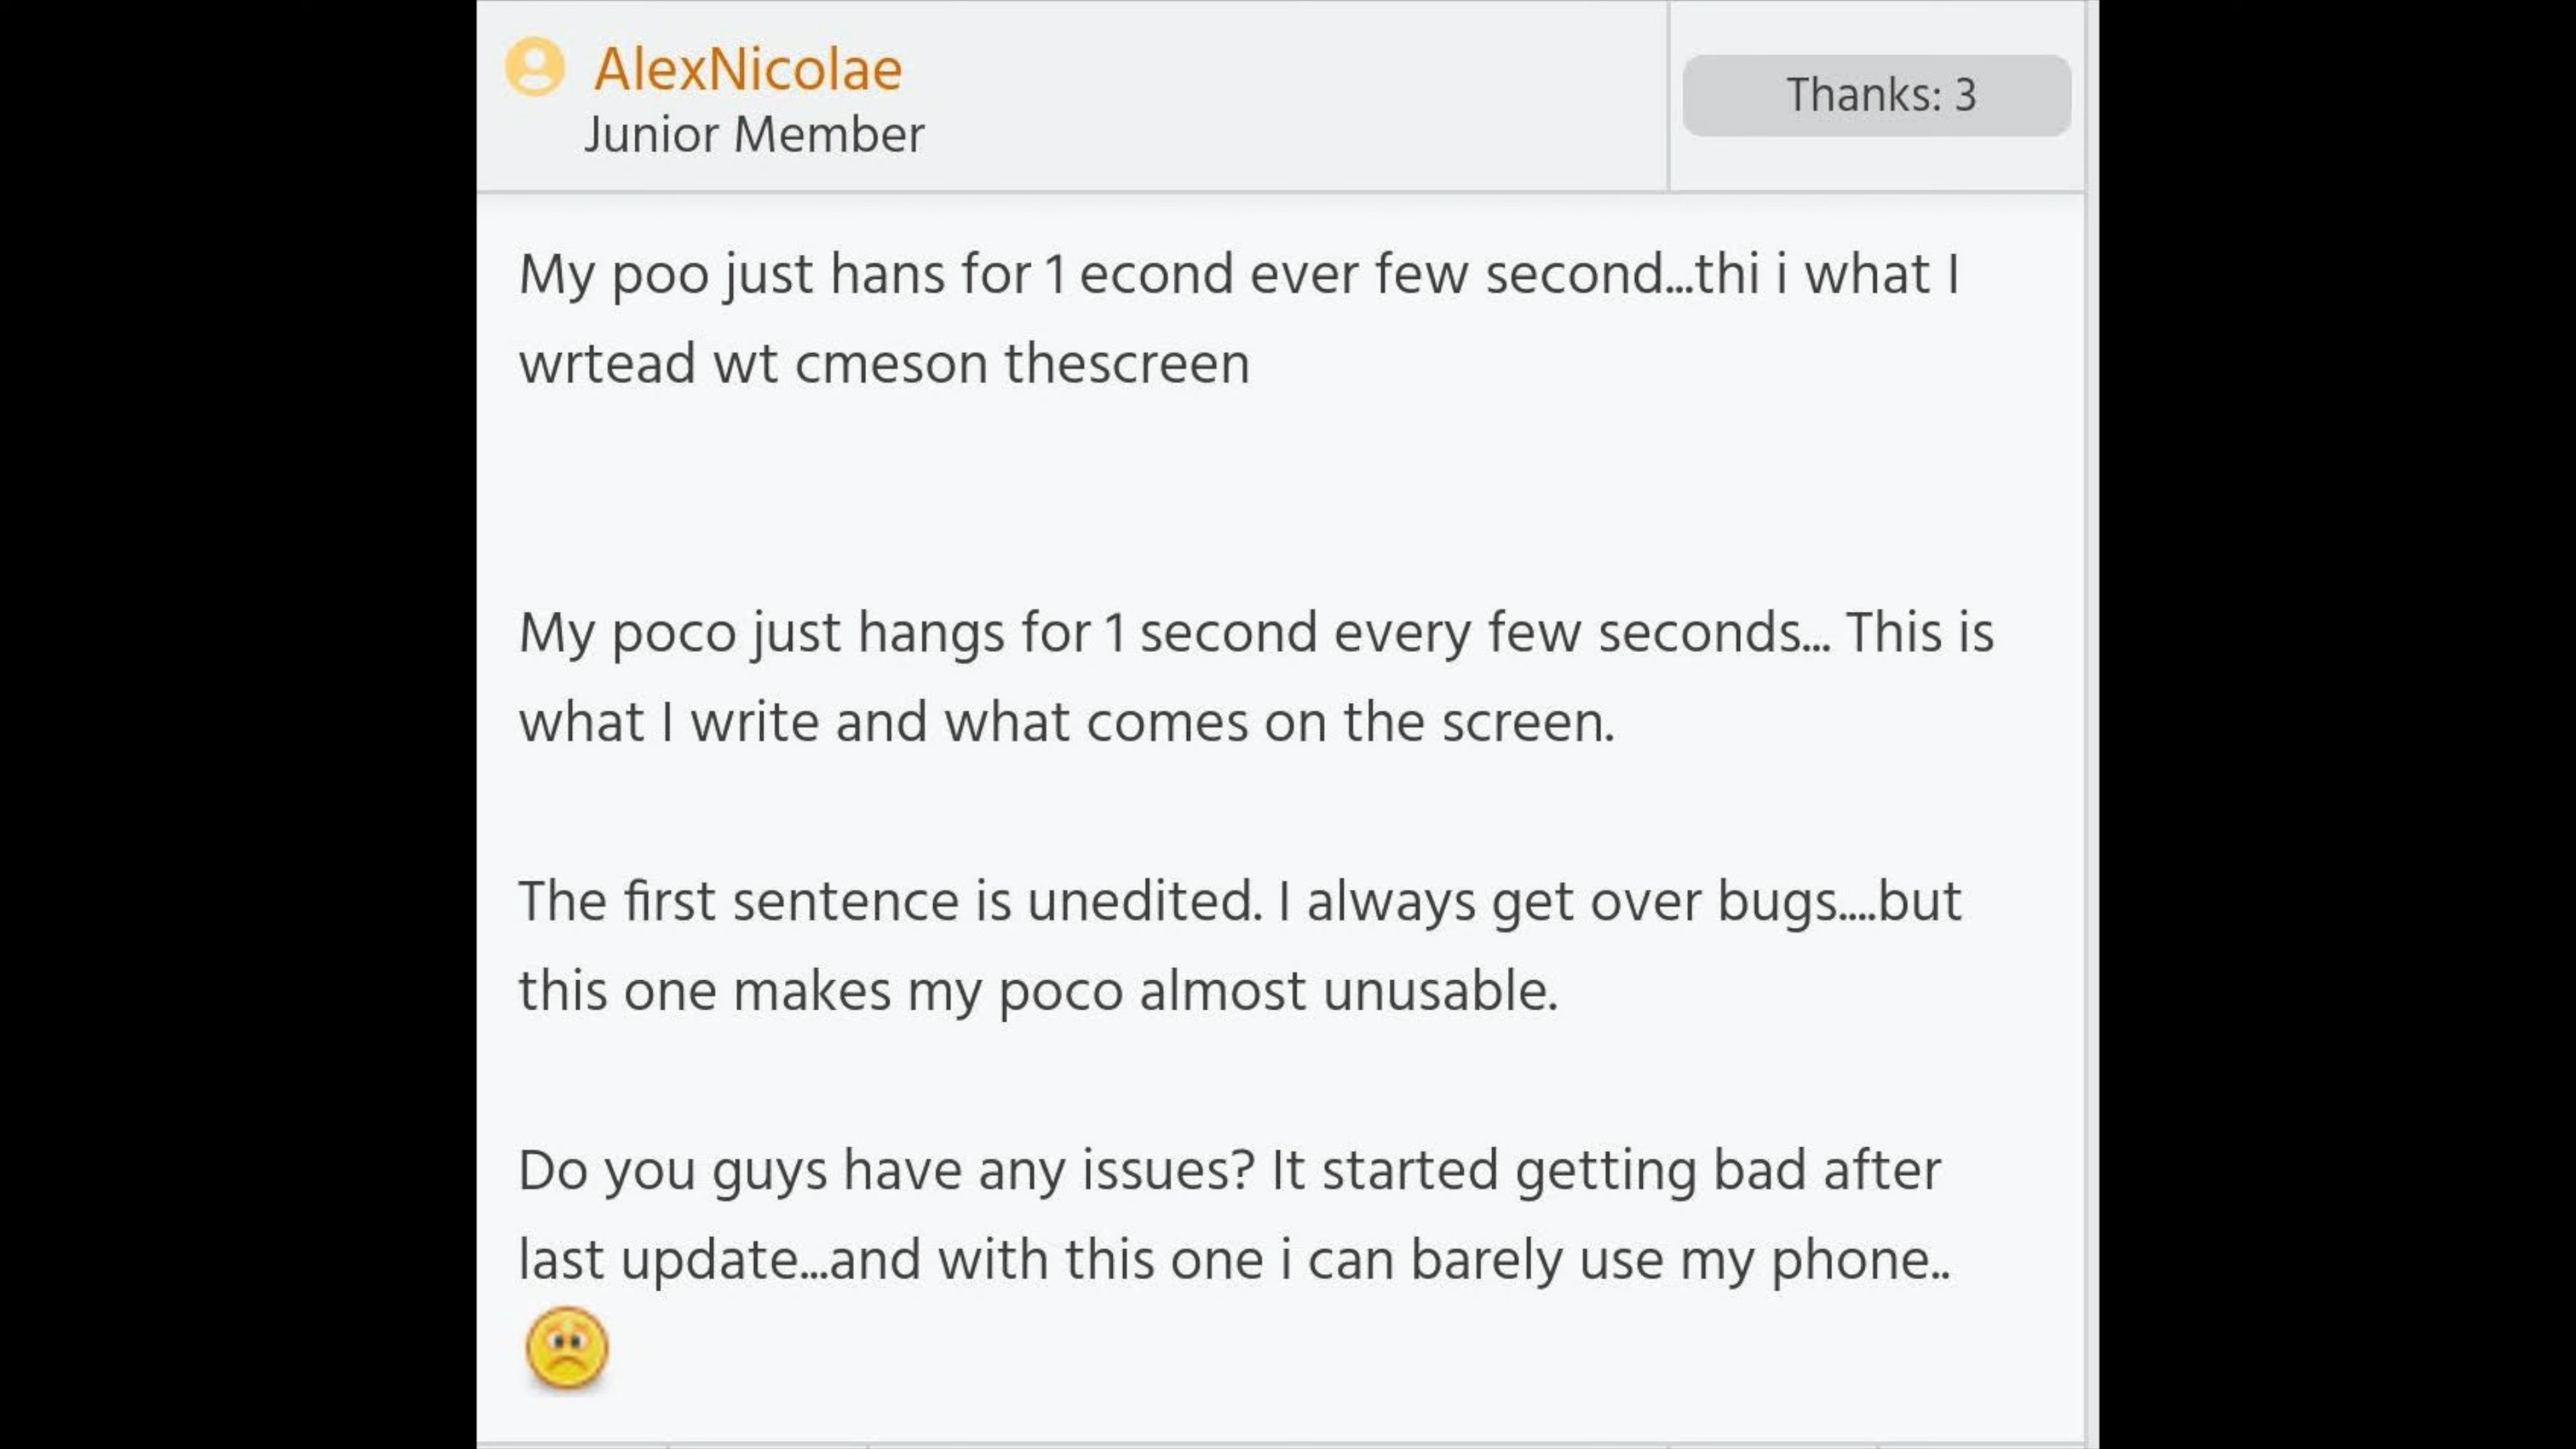 AlexNicolae
Junior Member
Thanks: 3
My poo just hans for 1 econd ever few second...thi i what I
wrtead wt cmeson thescreen
My poco just hangs for 1 second every few seconds... This is
what I write and what comes on the screen.
The first sentence is unedited. I always get over bugs....but
this one makes my poco almost unusable.
Do you guys have any issues? It started getting bad after
last update...and with this one i can barely use my phone..